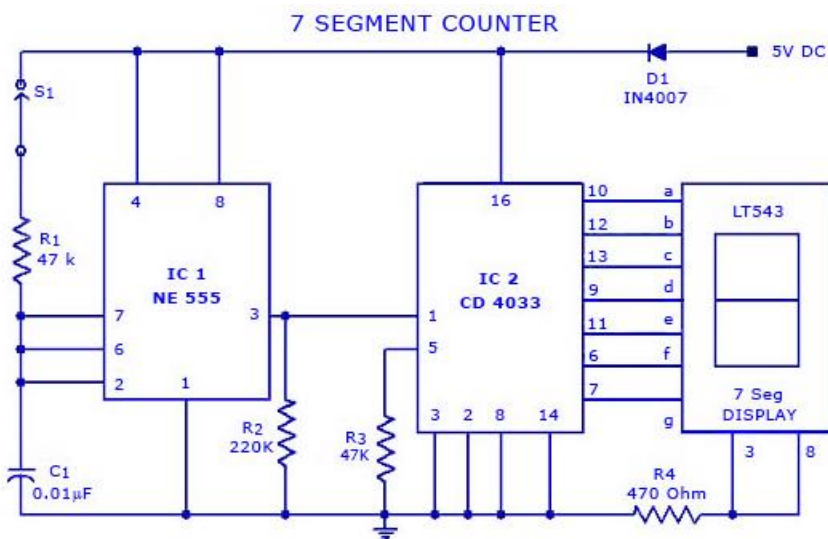 7 SEGMENT COUNTER
5V DC
D1
IN4007
S1
4
8
16
10
a
LT543
12
b
R1
47 k
13
c
IC 1
NE 555
IC 2
CD 4033
9
d
7
3
1
11
e
6
5
6
f
2
1
7
7 Seg
DISPLAY
g
R2
220K
R3
47K
3
2
8
14
3
8
C1
0.01µF
R4
470 Ohm